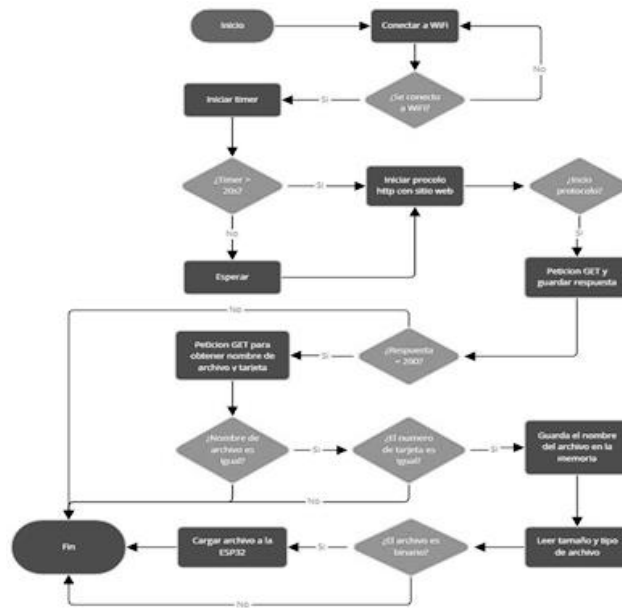 Inicio
Conectar a WiFi
No
Iniciar timer
Si
¿Se conecto
a WiFi?
¿Timer >
20s?
Si
Iniciar procolo
http con sitio web
¿Inicio
protocolo?
No
Si
Esperar
Peticion GET y
guardar respuesta
No
Peticion GET para
obtener nombre de
archivo y tarjeta
Si
¿Respuesta
= 200?
¿Nombre de
archivo es
igual?
Si
¿El numero
de tarjeta es
igual?
Si
Guarda el nombre
del archivo en la
memoria
No
Fin
Cargar archivo a la
ESP32
Si
¿El archivo es
binario?
Leer tamaño y tipo
de archivo
No